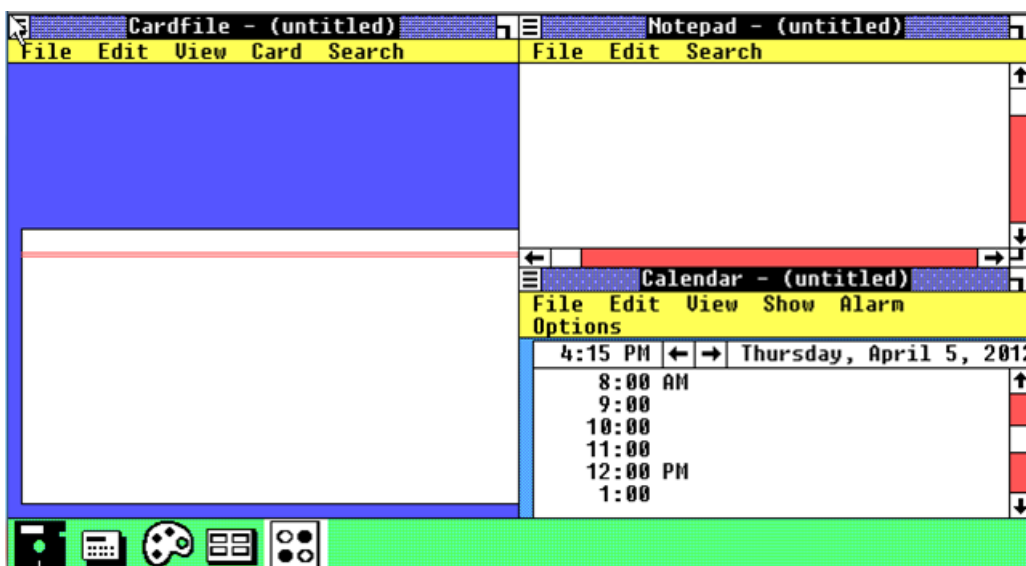 Cardfile - (untitled)
File Edit View Card Search
Notepad - (untitled)
File Edit Search
Calendar - (untitled)
File Edit View Show Alarm
Options
4:15 PM Thursday, April 5, 2012
8:00 AM
9:00
10:00
11:00
12:00 PM
1:00